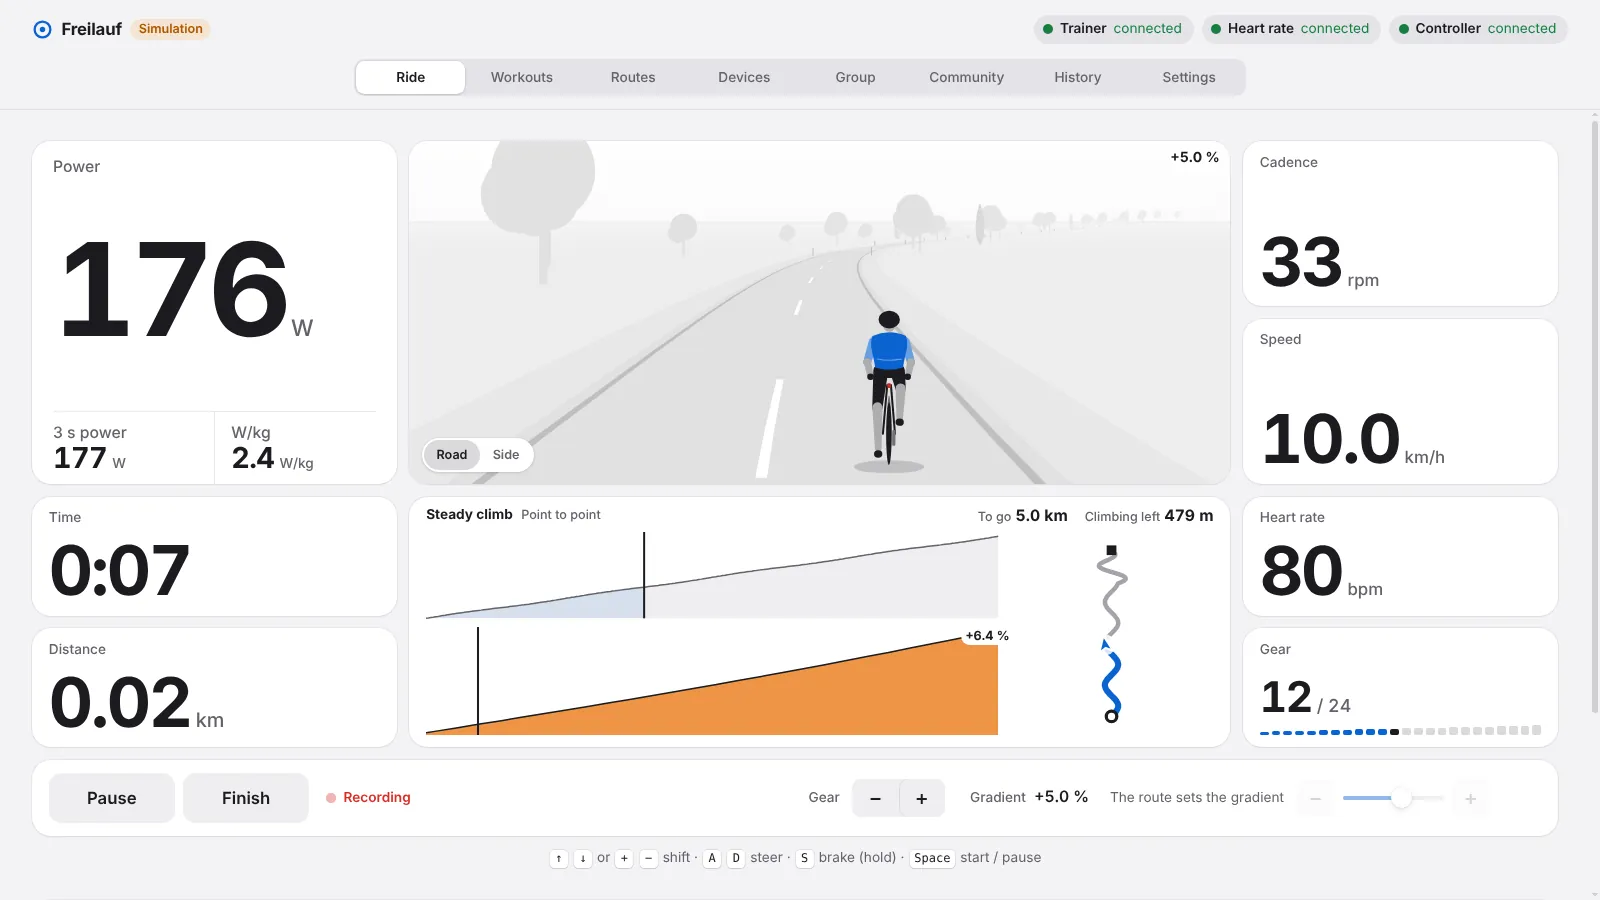 Freilauf Simulation
Trainer connected
Heart rate connected
Controller connected
Ride Workouts Routes Devices Group Community History Settings
Power
176 W
3 s power
177 W
W/kg
2.4 W/kg
+5.0 %
Road Side
Cadence
33 rpm
Speed
10.0 km/h
Time
0:07
Distance
0.02 km
Steady climb Point to point
To go 5.0 km Climbing left 479 m
+6.4 %
Heart rate
80 bpm
Gear
12 / 24
Pause Finish Recording
Gear − + Gradient +5.0 % The route sets the gradient − +
↑ ↓ or + − shift · A D steer · S brake (hold) · Space start / pause